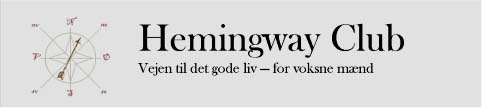 Hemingway Club
Vejen til det gode liv — for voksne mænd